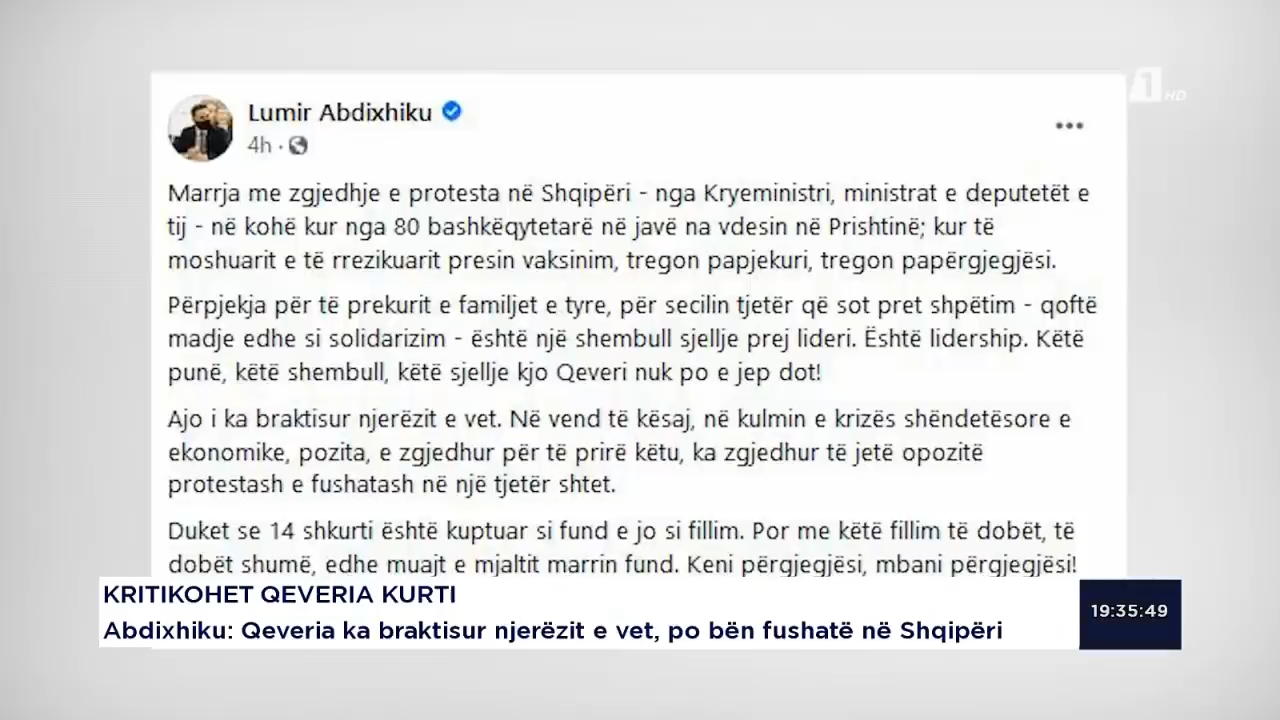 1 HD
Lumir Abdixhiku
4h ·
Marrja me zgjedhje e protesta në Shqipëri - nga Kryeministri, ministrat e deputetët e
tij - në kohë kur nga 80 bashkëqytetarë në javë na vdesin në Prishtinë; kur të
moshuarit e të rrezikuarit presin vaksinim, tregon papjekuri, tregon papërgjegjësi.
Përpjekja për të prekurit e familjet e tyre, për secilin tjetër që sot pret shpëtim - qoftë
madje edhe si solidarizim - është një shembull sjellje prej lideri. Është lidership. Këtë
punë, këtë shembull, këtë sjellje kjo Qeveri nuk po e jep dot!
Ajo i ka braktisur njerëzit e vet. Në vend të kësaj, në kulmin e krizës shëndetësore e
ekonomike, pozita, e zgjedhur për të prirë këtu, ka zgjedhur të jetë opozitë
protestash e fushatash në një tjetër shtet.
Duket se 14 shkurti është kuptuar si fund e jo si fillim. Por me këtë fillim të dobët, të
dobët shumë, edhe muajt e mjaltit marrin fund. Keni përgjegjësi, mbani përgjegjësi!
KRITIKOHET QEVERIA KURTI
Abdixhiku: Qeveria ka braktisur njerëzit e vet, po bën fushatë në Shqipëri
19:35:49